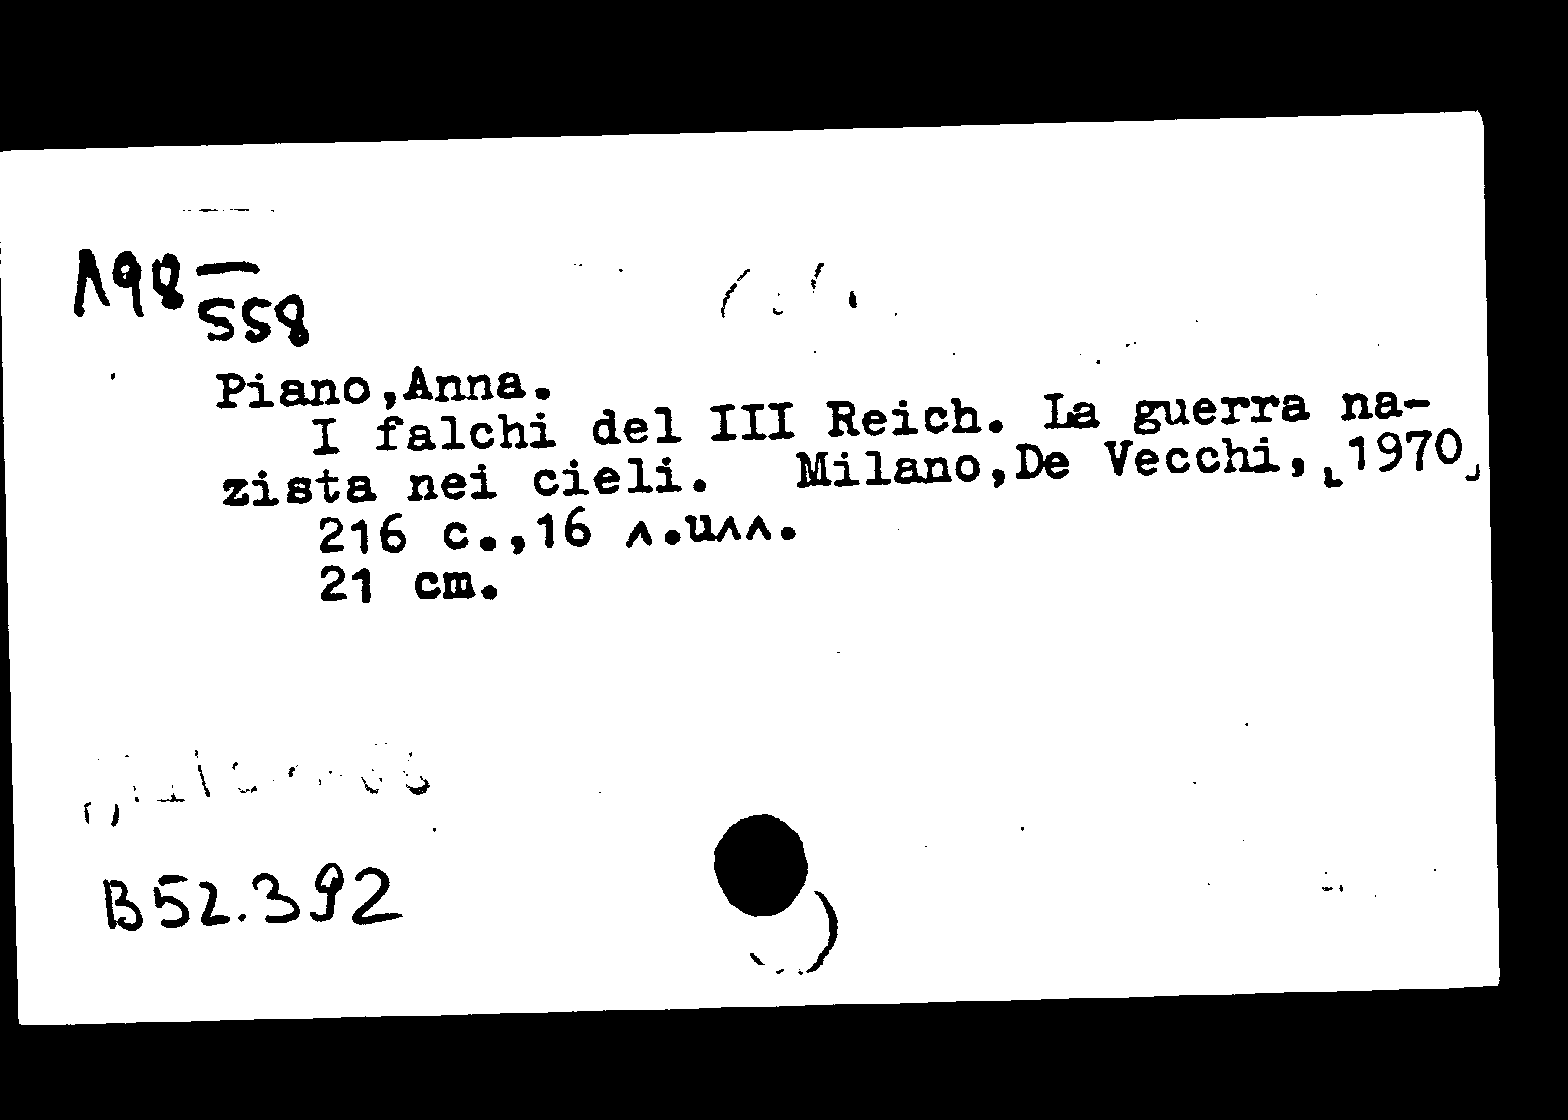 Л98—
558
Piano,Anna.
I falchi del III Reich. La guerra na-
zista nei cieli. Milano,De Vecchi,[1970]
216 с.,16 л.илл.
21 cm.
B52.392